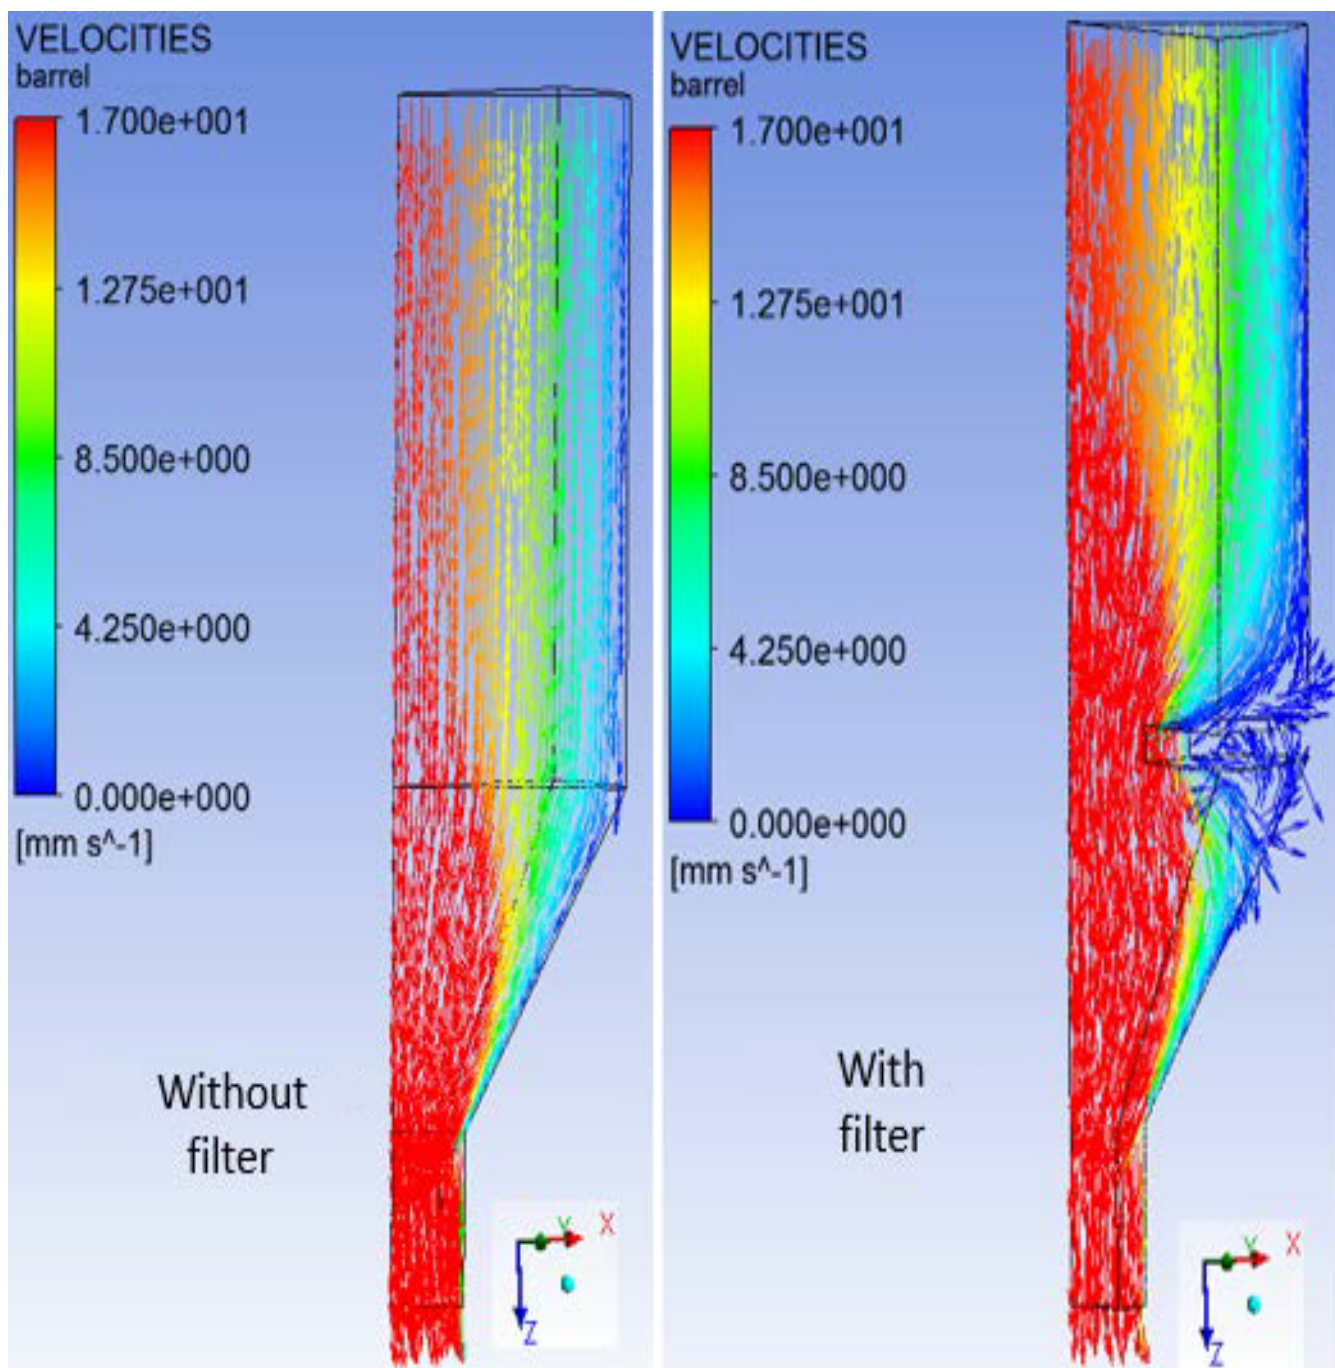 VELOCITIES
barrel
1.700e+001
1.275e+001
8.500e+000
4.250e+000
0.000e+000
[mm s^-1]
Without
filter
Y
X
Z
VELOCITIES
barrel
1.700e+001
1.275e+001
8.500e+000
4.250e+000
0.000e+000
[mm s^-1]
With
filter
Y
X
Z